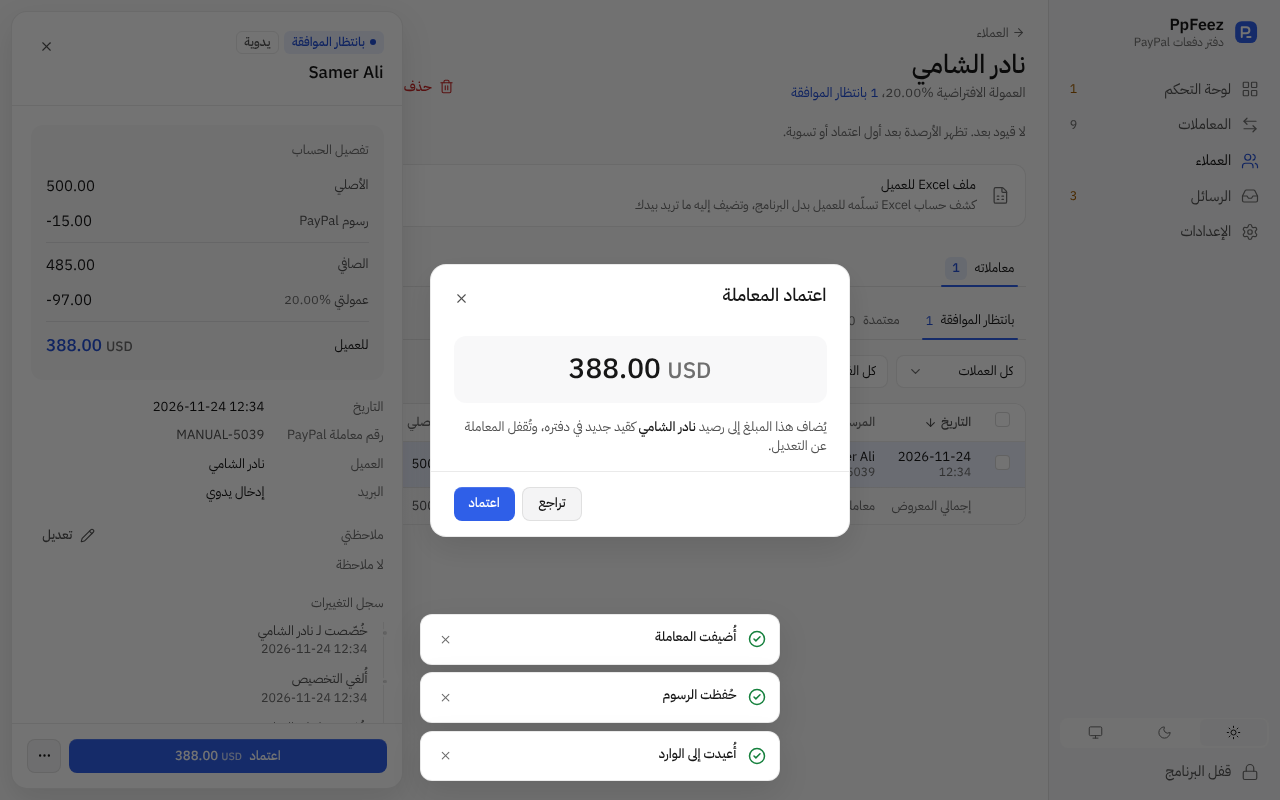 PpFeez
دفتر دفعات PayPal
لوحة التحكم 1
المعاملات 9
العملاء
الرسائل 3
الإعدادات
قفل البرنامج
العملاء
نادر الشامي
العمولة الافتراضية 20.00%، 1 بانتظار الموافقة
حذف
لا قيود بعد. تظهر الأرصدة بعد أول اعتماد أو تسوية.
ملف Excel للعميل
كشف حساب Excel تسلّمه للعميل بدل البرنامج، وتضيف إليه ما تريد بيدك
معاملاته 1
بانتظار الموافقة 1 معتمدة 0
كل العملات
التاريخ
2026-11-24
12:34
إجمالي المعروض
اعتماد المعاملة
388.00 USD
يُضاف هذا المبلغ إلى رصيد نادر الشامي كقيد جديد في دفتره، وتُقفل المعاملة
عن التعديل.
تراجع
اعتماد
أُضيفت المعاملة
حُفظت الرسوم
أُعيدت إلى الوارد
بانتظار الموافقة يدوية
Samer Ali
تفصيل الحساب
الأصلي 500.00
رسوم PayPal -15.00
الصافي 485.00
عمولتي 20.00% -97.00
للعميل 388.00 USD
التاريخ 2026-11-24 12:34
رقم معاملة PayPal MANUAL-5039
العميل نادر الشامي
البريد إدخال يدوي
ملاحظتي تعديل
لا ملاحظة
سجل التغييرات
خُصّصت لـ نادر الشامي
2026-11-24 12:34
أُلغي التخصيص
2026-11-24 12:34
اعتماد 388.00 USD